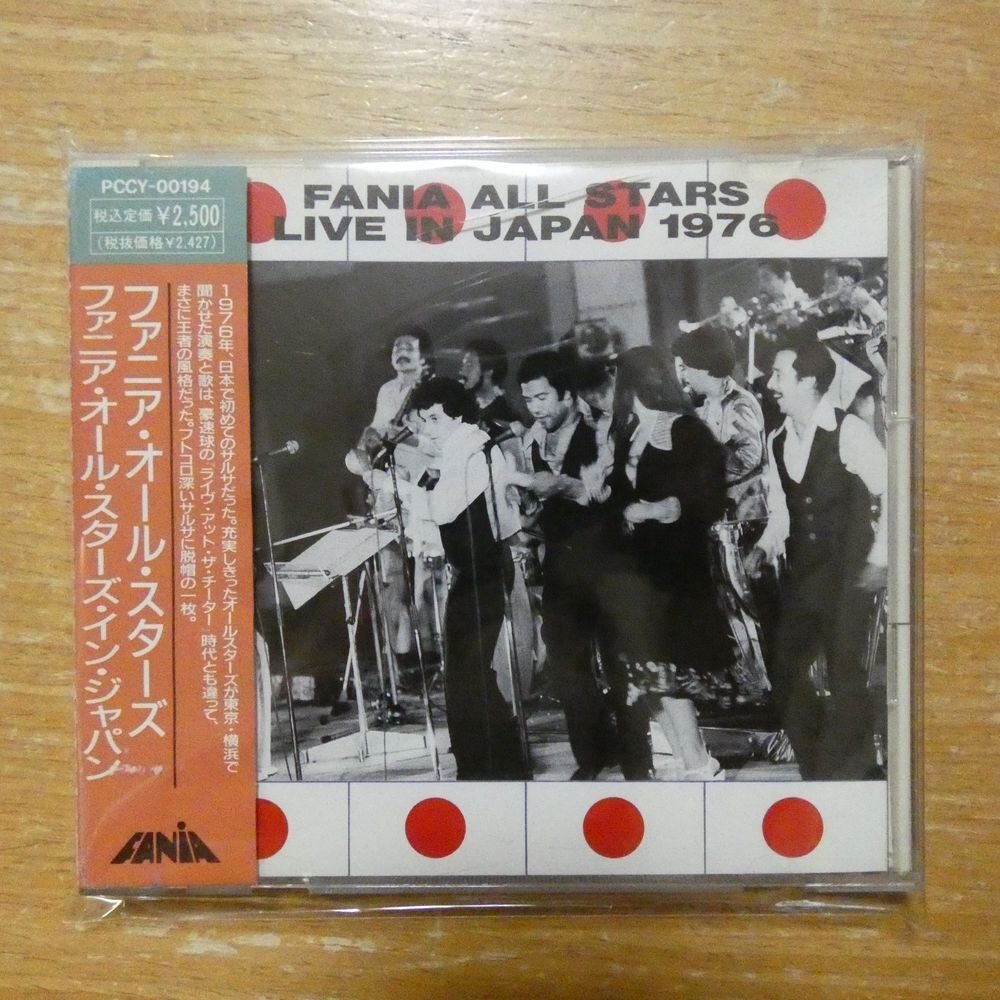 PCCY-00194
税込定価 ¥2,500
(税抜価格¥2,427)
ファニア・オール・スターズ
ファニア・オール・スターズ・イン・ジャパン
1976年、日本で初めてのサルサだった。充実しきったオールスターズが東京・横浜で
聞かせた演奏と歌は、豪速球の『ライヴ・アット・ザ・チーター』時代とも違って、
まさに王者の風格だった。フトコロ深いサルサに脱帽の一枚。
FANIA
FANIA ALL STARS
LIVE IN JAPAN 1976